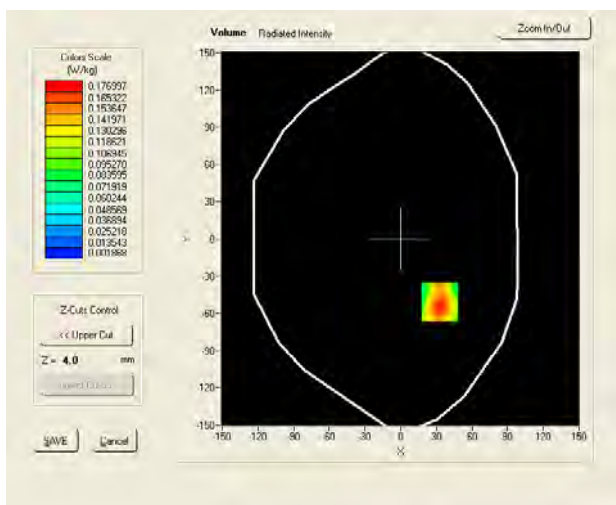 Volume Radiated Intensity
Zoom In/Out
Colors Scale
(W/kg)
0.176997
0.165322
0.153647
0.141971
0.130296
0.118621
0.106945
0.095270
0.083595
0.071919
0.060244
0.048569
0.036894
0.025218
0.013543
0.001868
Z-Cuts Control
<< Upper Cut
Z = 4.0 mm
SAVE Cancel
150
120
90
60
30
0
-30
-60
-90
-120
-150
Y
-150 -120 -90 -60 -30 0 30 60 90 120 150
X